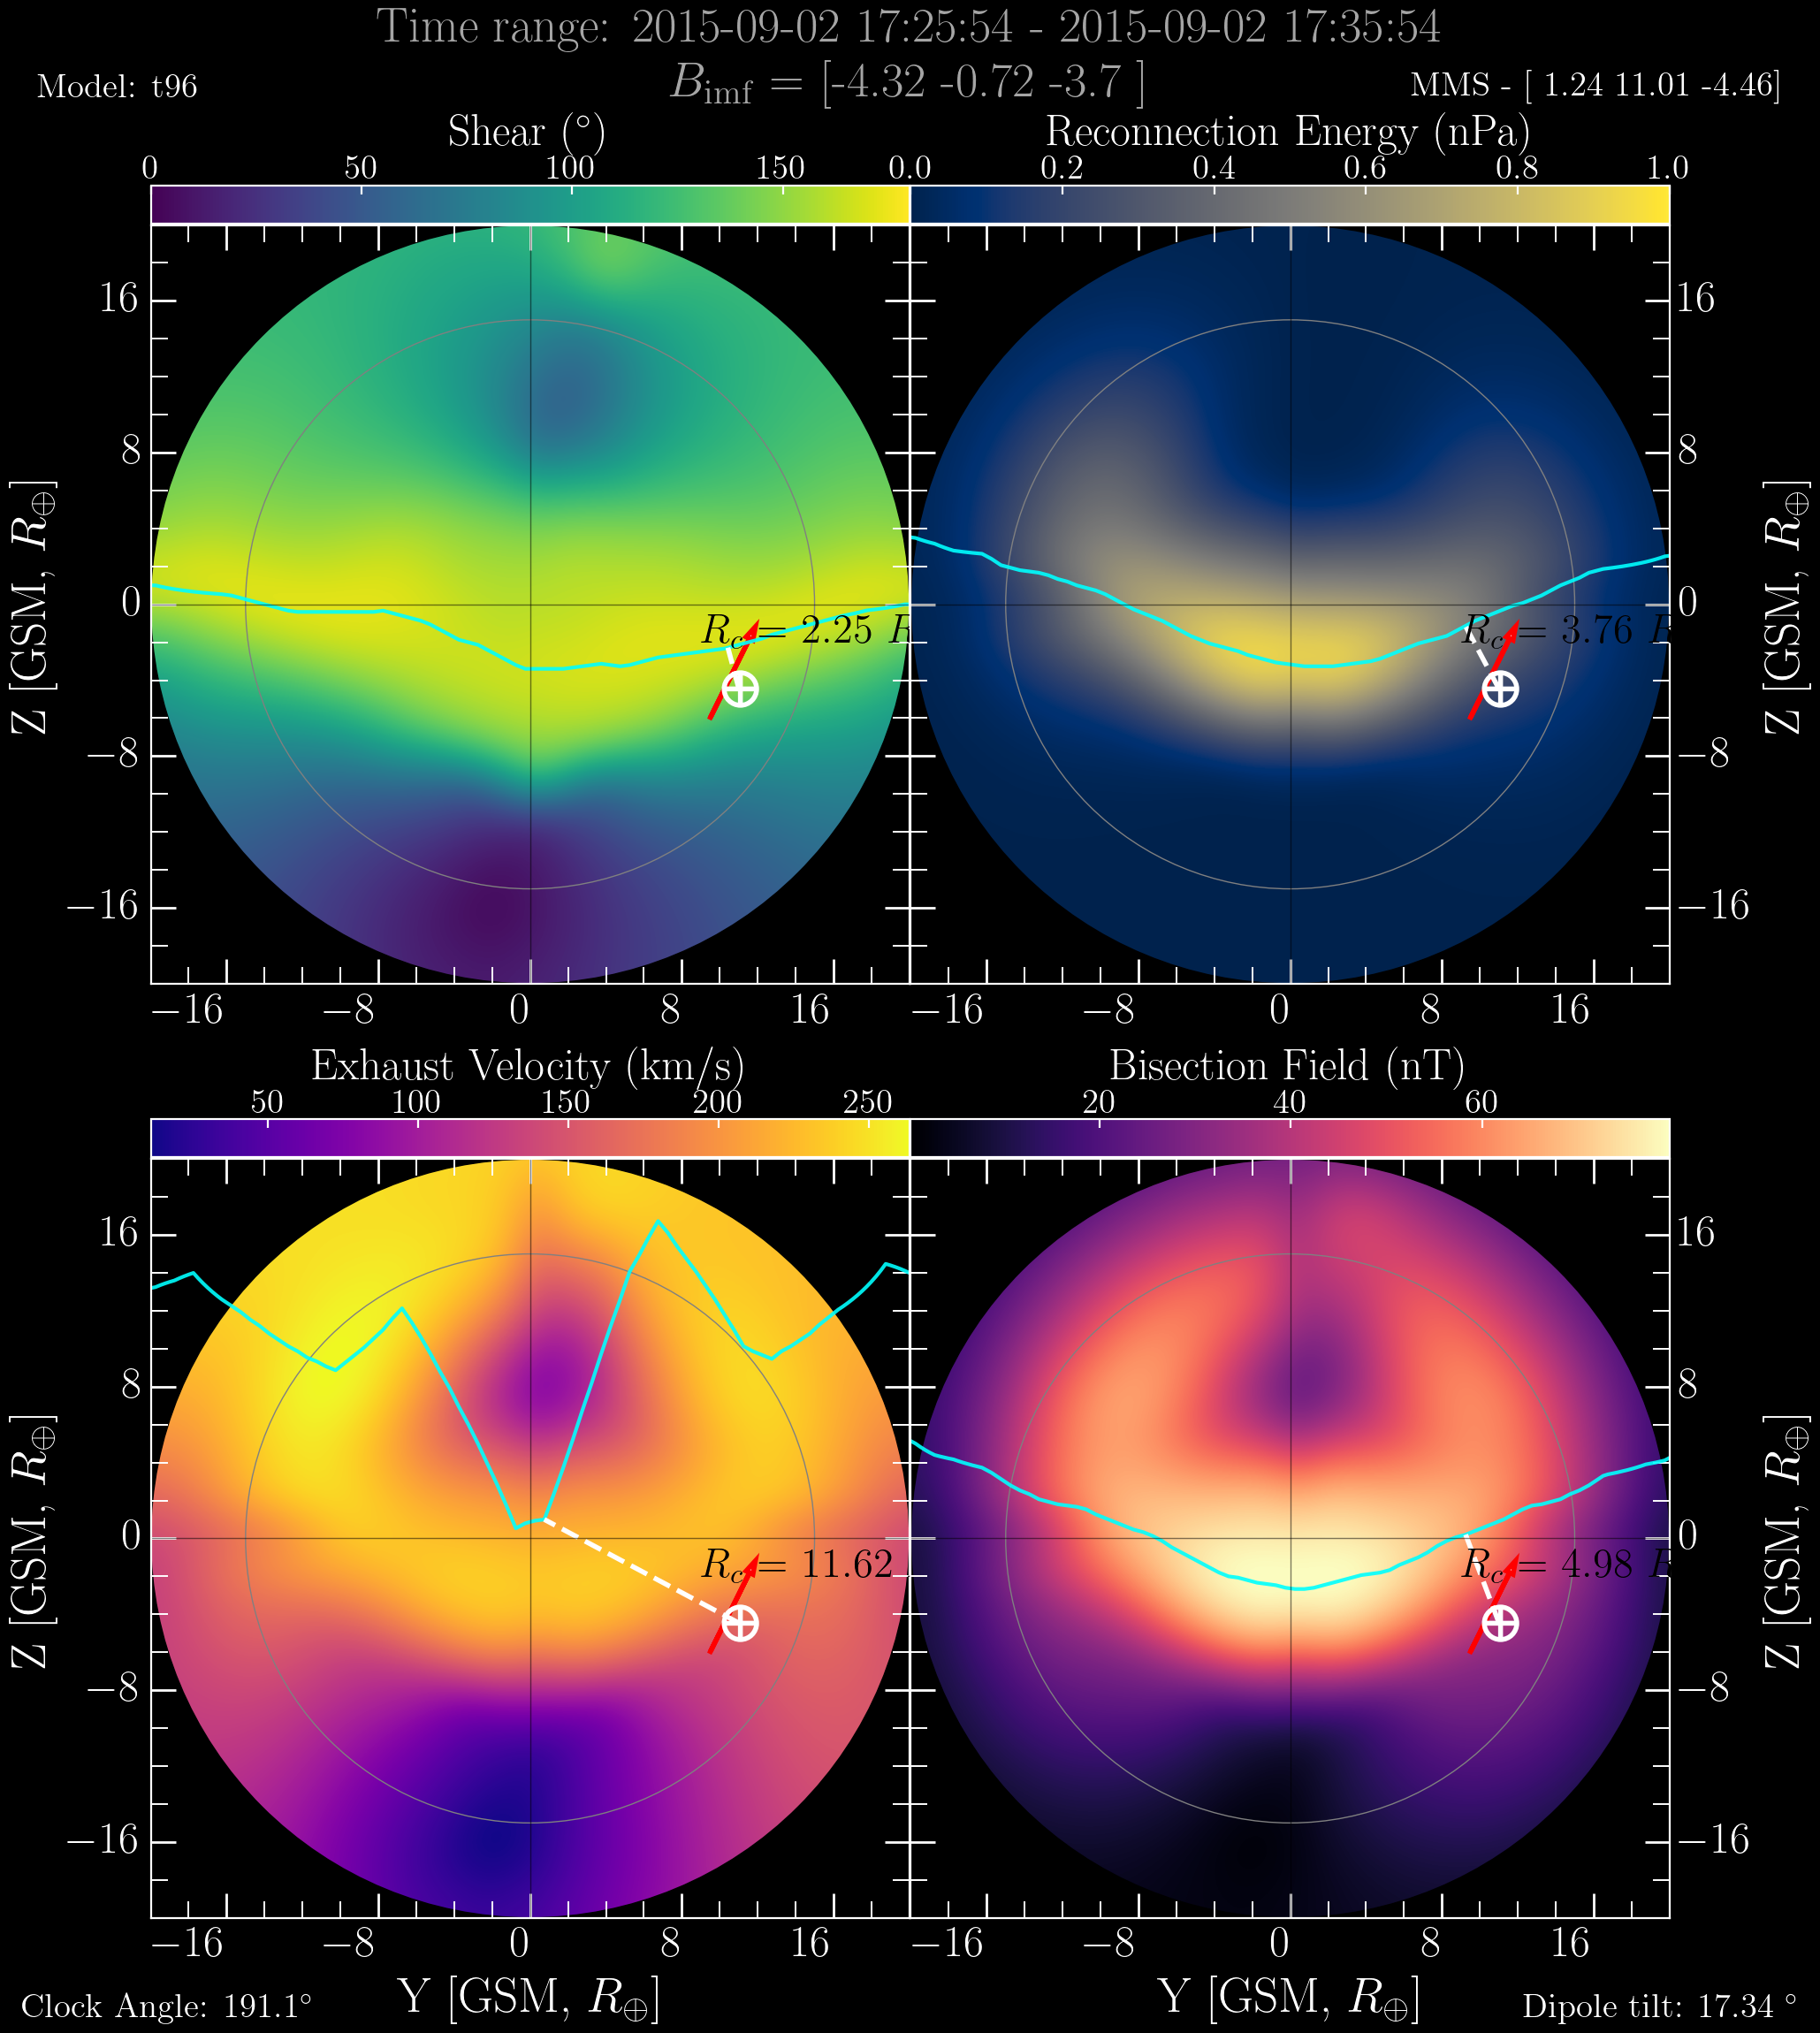 Time range: 2015-09-02 17:25:54 - 2015-09-02 17:35:54
Model: t96
B_imf = [-4.32 -0.72 -3.7 ]
MMS - [ 1.24 11.01 -4.46]
Shear (°)
0 50 100 150
Reconnection Energy (nPa)
0.0 0.2 0.4 0.6 0.8 1.0
Z [GSM, R⊕]
16
8
0
−8
−16
R_c = 2.25 R
−16 −8 0 8 16
R_c = 3.76 R
16
8
0
−8
−16
Z [GSM, R⊕]
−16 −8 0 8 16
Exhaust Velocity (km/s)
50 100 150 200 250
Bisection Field (nT)
20 40 60
Z [GSM, R⊕]
16
8
0
−8
−16
R_c = 11.62
−16 −8 0 8 16
Y [GSM, R⊕]
R_c = 4.98 R
16
8
0
−8
−16
Z [GSM, R⊕]
−16 −8 0 8 16
Y [GSM, R⊕]
Clock Angle: 191.1°
Dipole tilt: 17.34 °